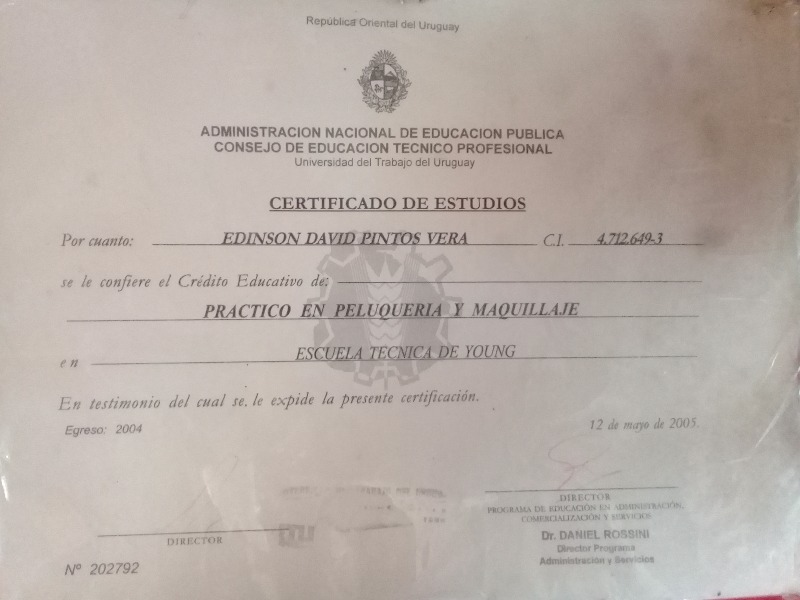 República Oriental del Uruguay
ADMINISTRACION NACIONAL DE EDUCACION PUBLICA
CONSEJO DE EDUCACION TECNICO PROFESIONAL
Universidad del Trabajo del Uruguay
CERTIFICADO DE ESTUDIOS
Por cuanto: EDINSON DAVID PINTOS VERA C.I. 4.712.649-3
se le confiere el Crédito Educativo de:
PRACTICO EN PELUQUERIA Y MAQUILLAJE
en ESCUELA TECNICA DE YOUNG
En testimonio del cual se. le expide la presente certificación.
Egreso: 2004
12 de mayo de 2005.
DIRECTOR
PROGRAMA DE EDUCACIÓN EN ADMINISTRACIÓN,
COMERCIALIZACIÓN Y SERVICIOS
Dr. DANIEL ROSSINI
Director Programa
Administración y Servicios
DIRECTOR
Nº 202792